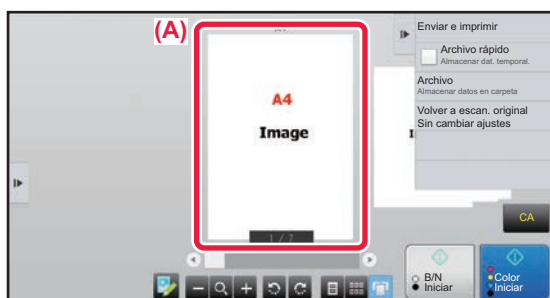 (A)
A4
Image
1 / 7
Enviar e imprimir
Archivo rápido
Almacenar dat. temporal.
Archivo
Almacenar datos en carpeta
Volver a escan. original
Sin cambiar ajustes
CA
B/N
Iniciar
Color
Iniciar